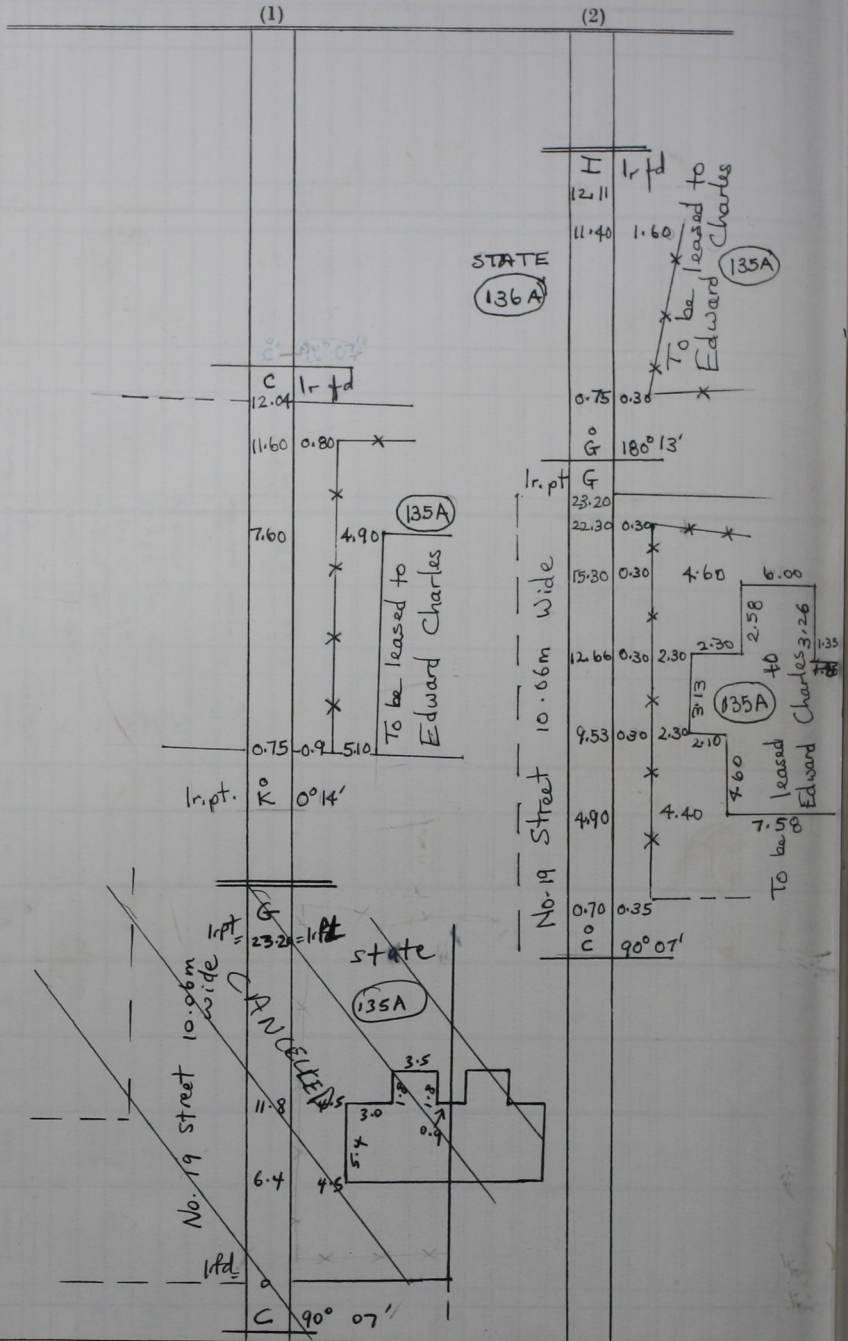 (1)
C Ir fd
12.04
11.60 0.80
135A
7.60 4.90
To be leased to
Edward Charles
0.75 0.9 5.10
Ir.pt. K 0°14'
G
Ir.pt 23.20 = Ir.pt
state
135A
No. 19 street 10.06m
wide
CANCELLED
3.5
1.8 1.8
11.8 4.5
3.0
0.9
5.4
6.4 4.5
Ir.fd
o
C 90° 07'
(2)
H Ir fd
12.11
11.40 1.60
STATE
136A
To be leased to
Edward Charles
135A
0.75 0.30
o
G 180° 13'
Ir.pt G
23.20
22.30 0.30
15.30 0.30 4.60 6.00
2.58
3.26
1.35
2.30
12.66 0.30 2.30
3.13
135A
9.53 0.30 2.30
2.10
4.60
4.90 4.40
7.58
To be leased to
Edward Charles
No. 19 Street 10.06m Wide
0.70 0.35
o
C 90° 07'